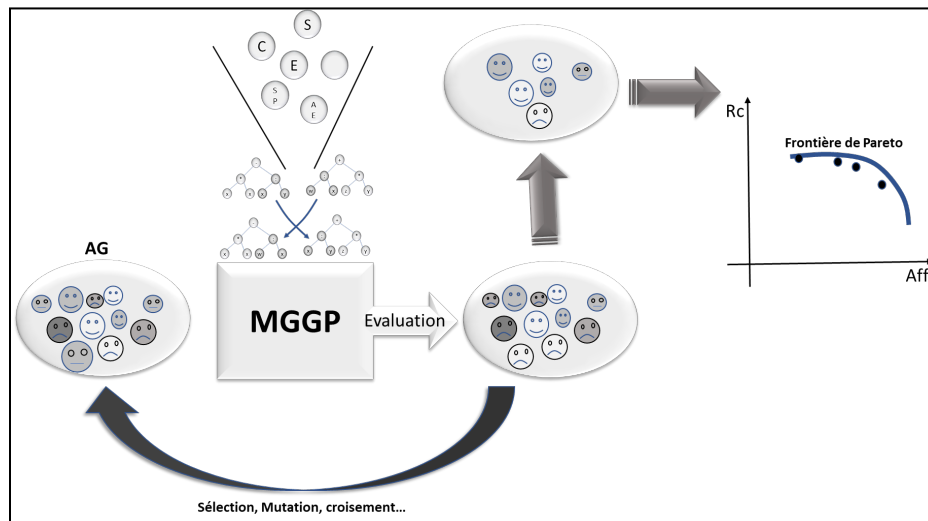 S
C
E
S
P
A
E
Rc
Frontière de Pareto
Aff
AG
MGGP
Evaluation
Sélection, Mutation, croisement...